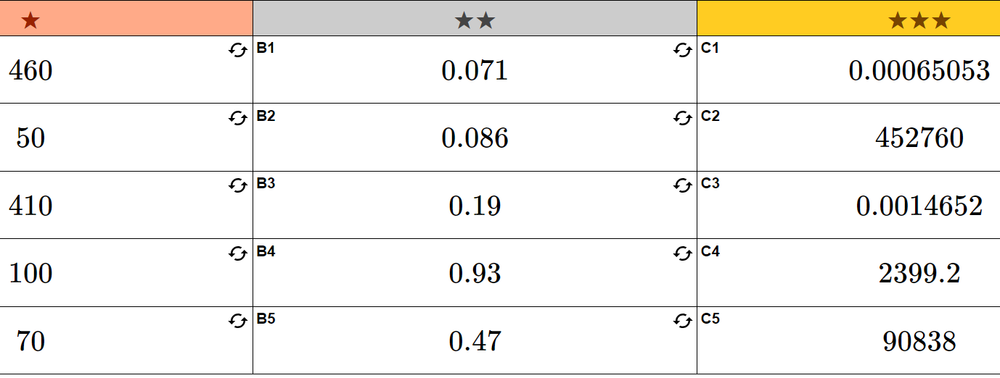 ★ ★★ ★★★
460 B1 0.071 C1 0.00065053
50 B2 0.086 C2 452760
410 B3 0.19 C3 0.0014652
100 B4 0.93 C4 2399.2
70 B5 0.47 C5 90838